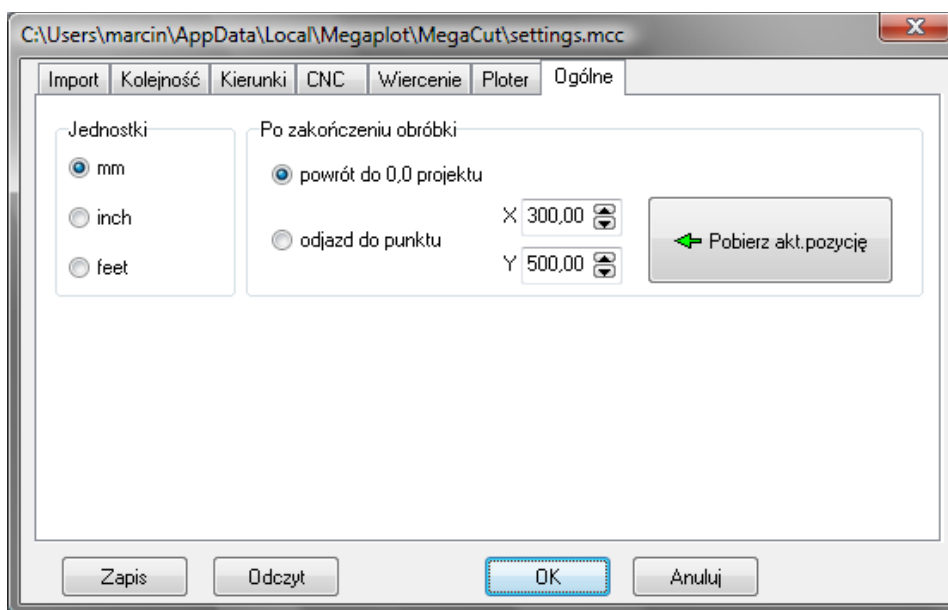 C:\Users\marcin\AppData\Local\Megaplot\MegaCut\settings.mcc
Import Kolejność Kierunki CNC Wiercenie Ploter Ogólne
Jednostki
mm
inch
feet
Po zakończeniu obróbki
powrót do 0,0 projektu
odjazd do punktu
X 300,00
Y 500,00
Pobierz akt.pozycję
Zapis Odczyt OK Anuluj